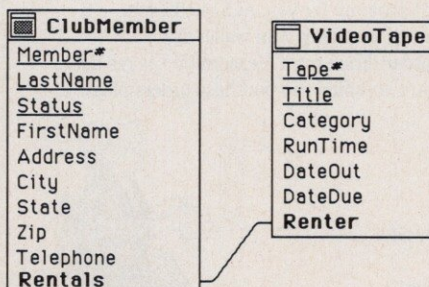 ClubMember
Member#
LastName
Status
FirstName
Address
City
State
Zip
Telephone
Rentals
VideoTape
Tape#
Title
Category
RunTime
DateOut
DateDue
Renter